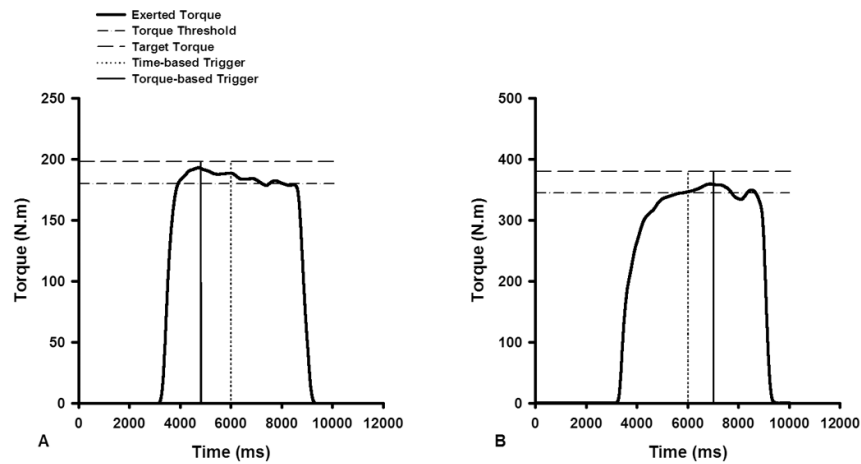 Exerted Torque
Torque Threshold
Target Torque
Time-based Trigger
Torque-based Trigger
250
200
150
100
50
0
Torque (N.m)
0 2000 4000 6000 8000 10000 12000
Time (ms)
A
500
400
300
200
100
0
Torque (N.m)
0 2000 4000 6000 8000 10000 12000
Time (ms)
B